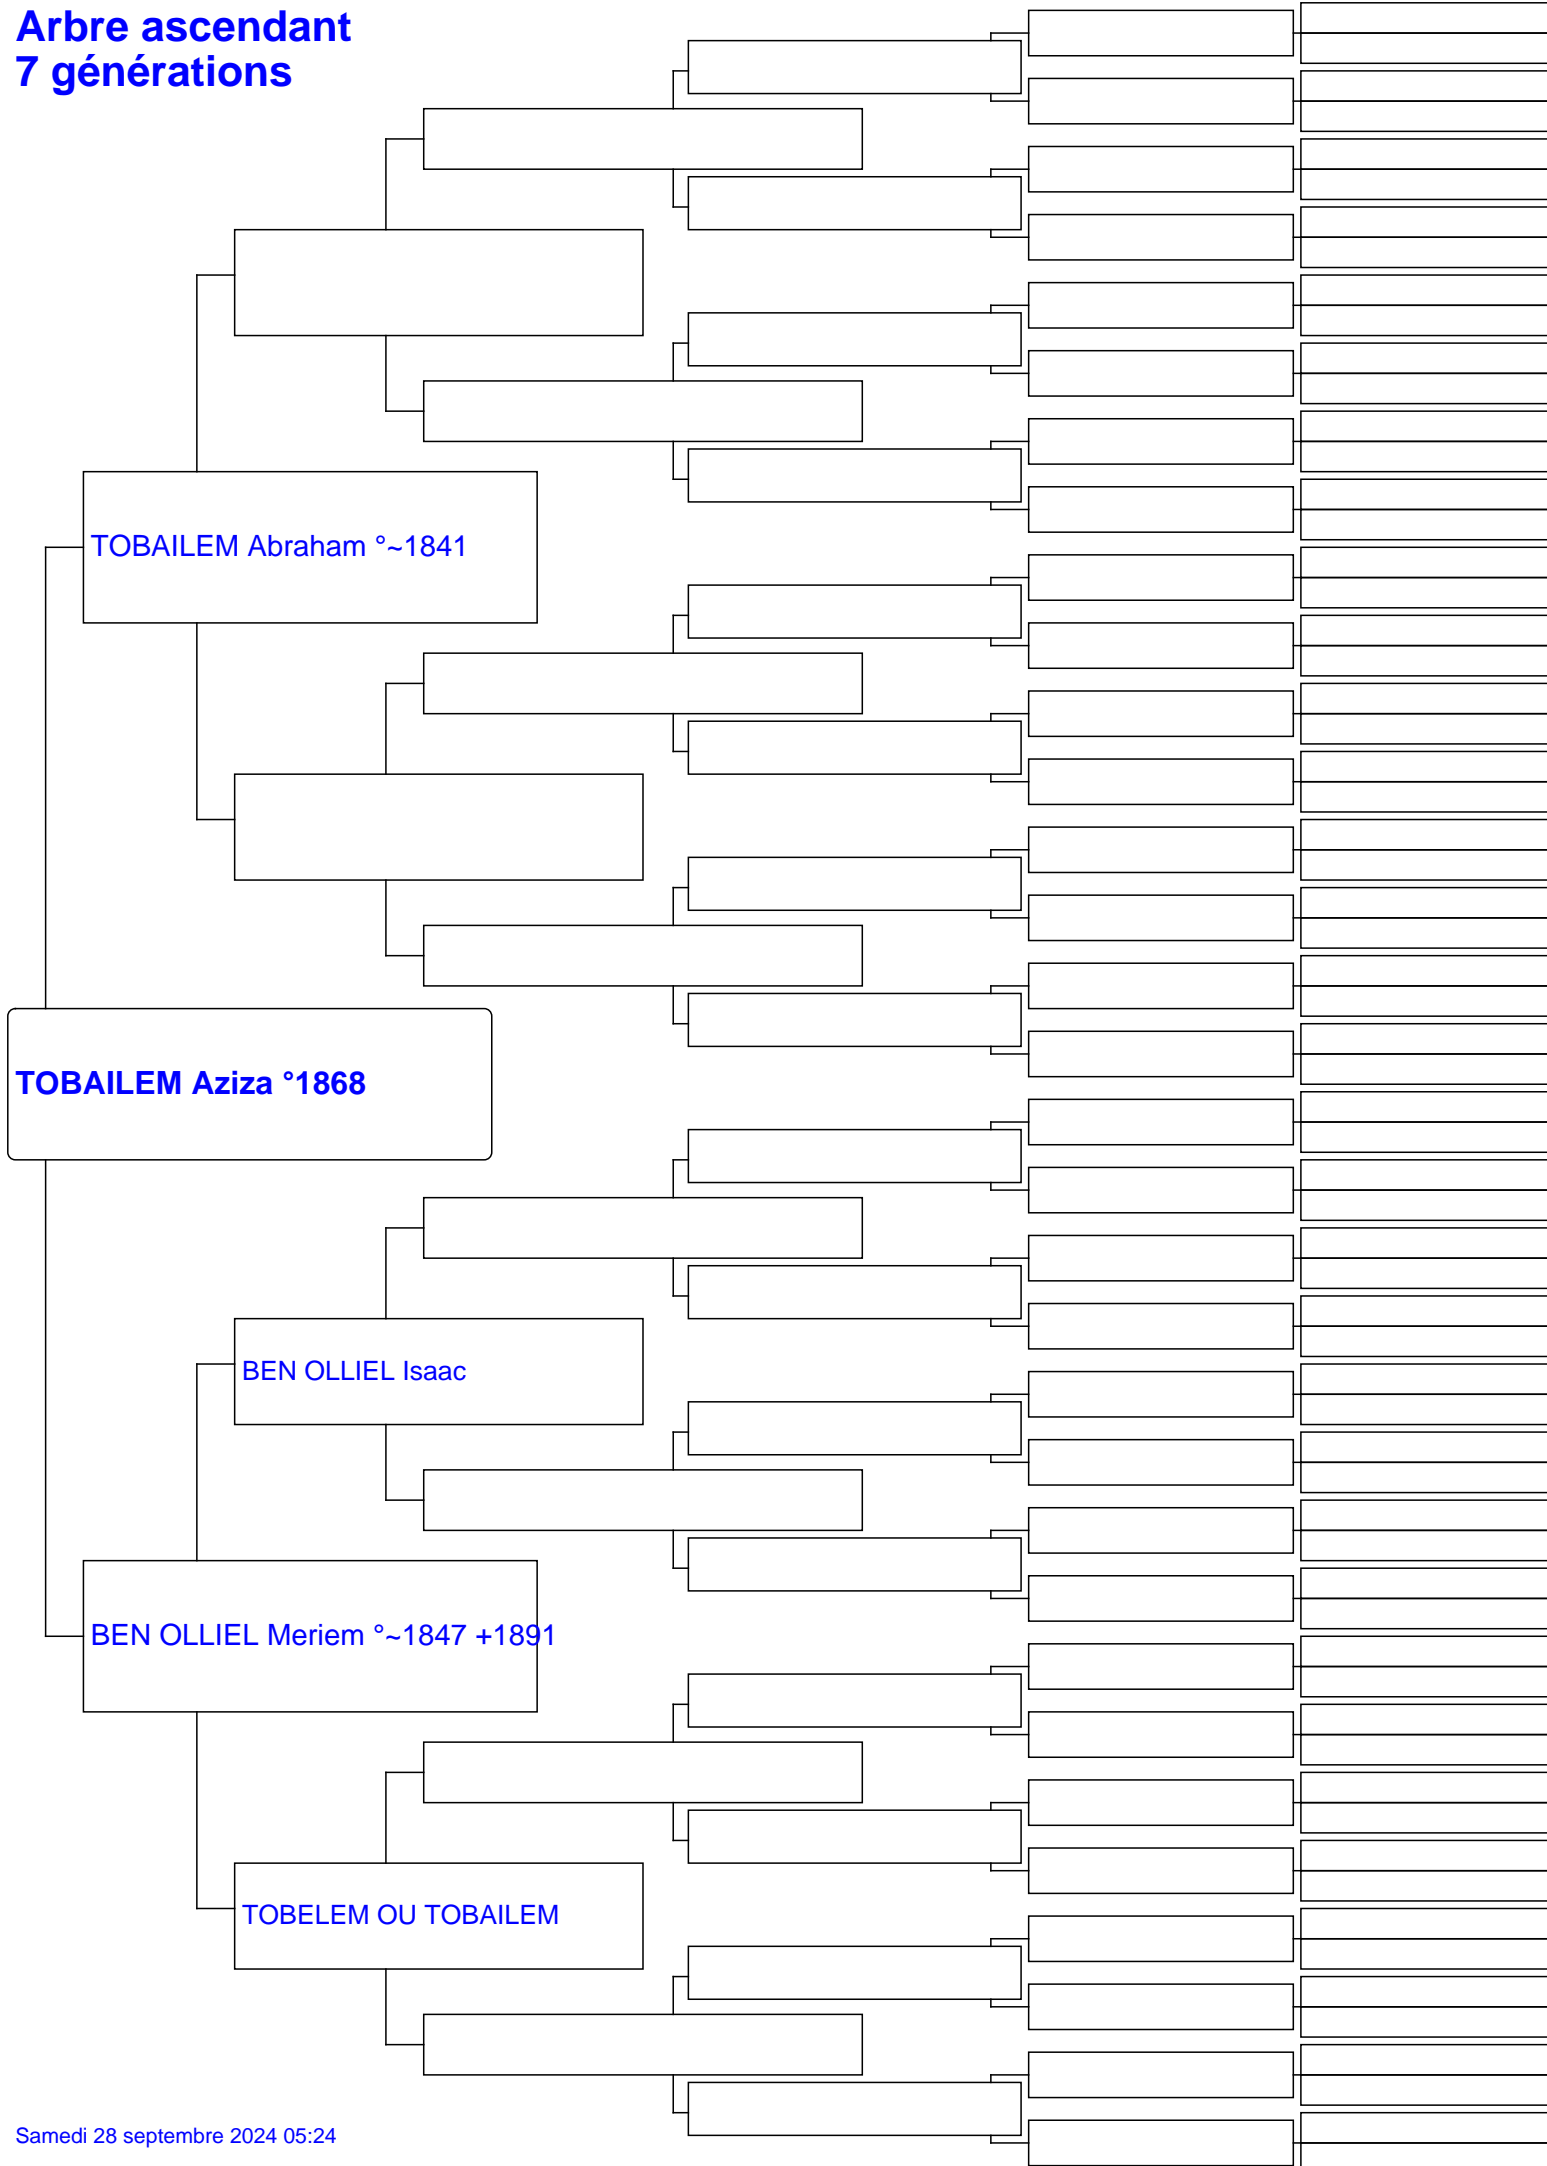 Arbre ascendant
7 générations
TOBAILEM Abraham °~1841
TOBAILEM Aziza °1868
BEN OLLIEL Isaac
BEN OLLIEL Meriem °~1847 +1891
TOBELEM OU TOBAILEM
Samedi 28 septembre 2024 05:24